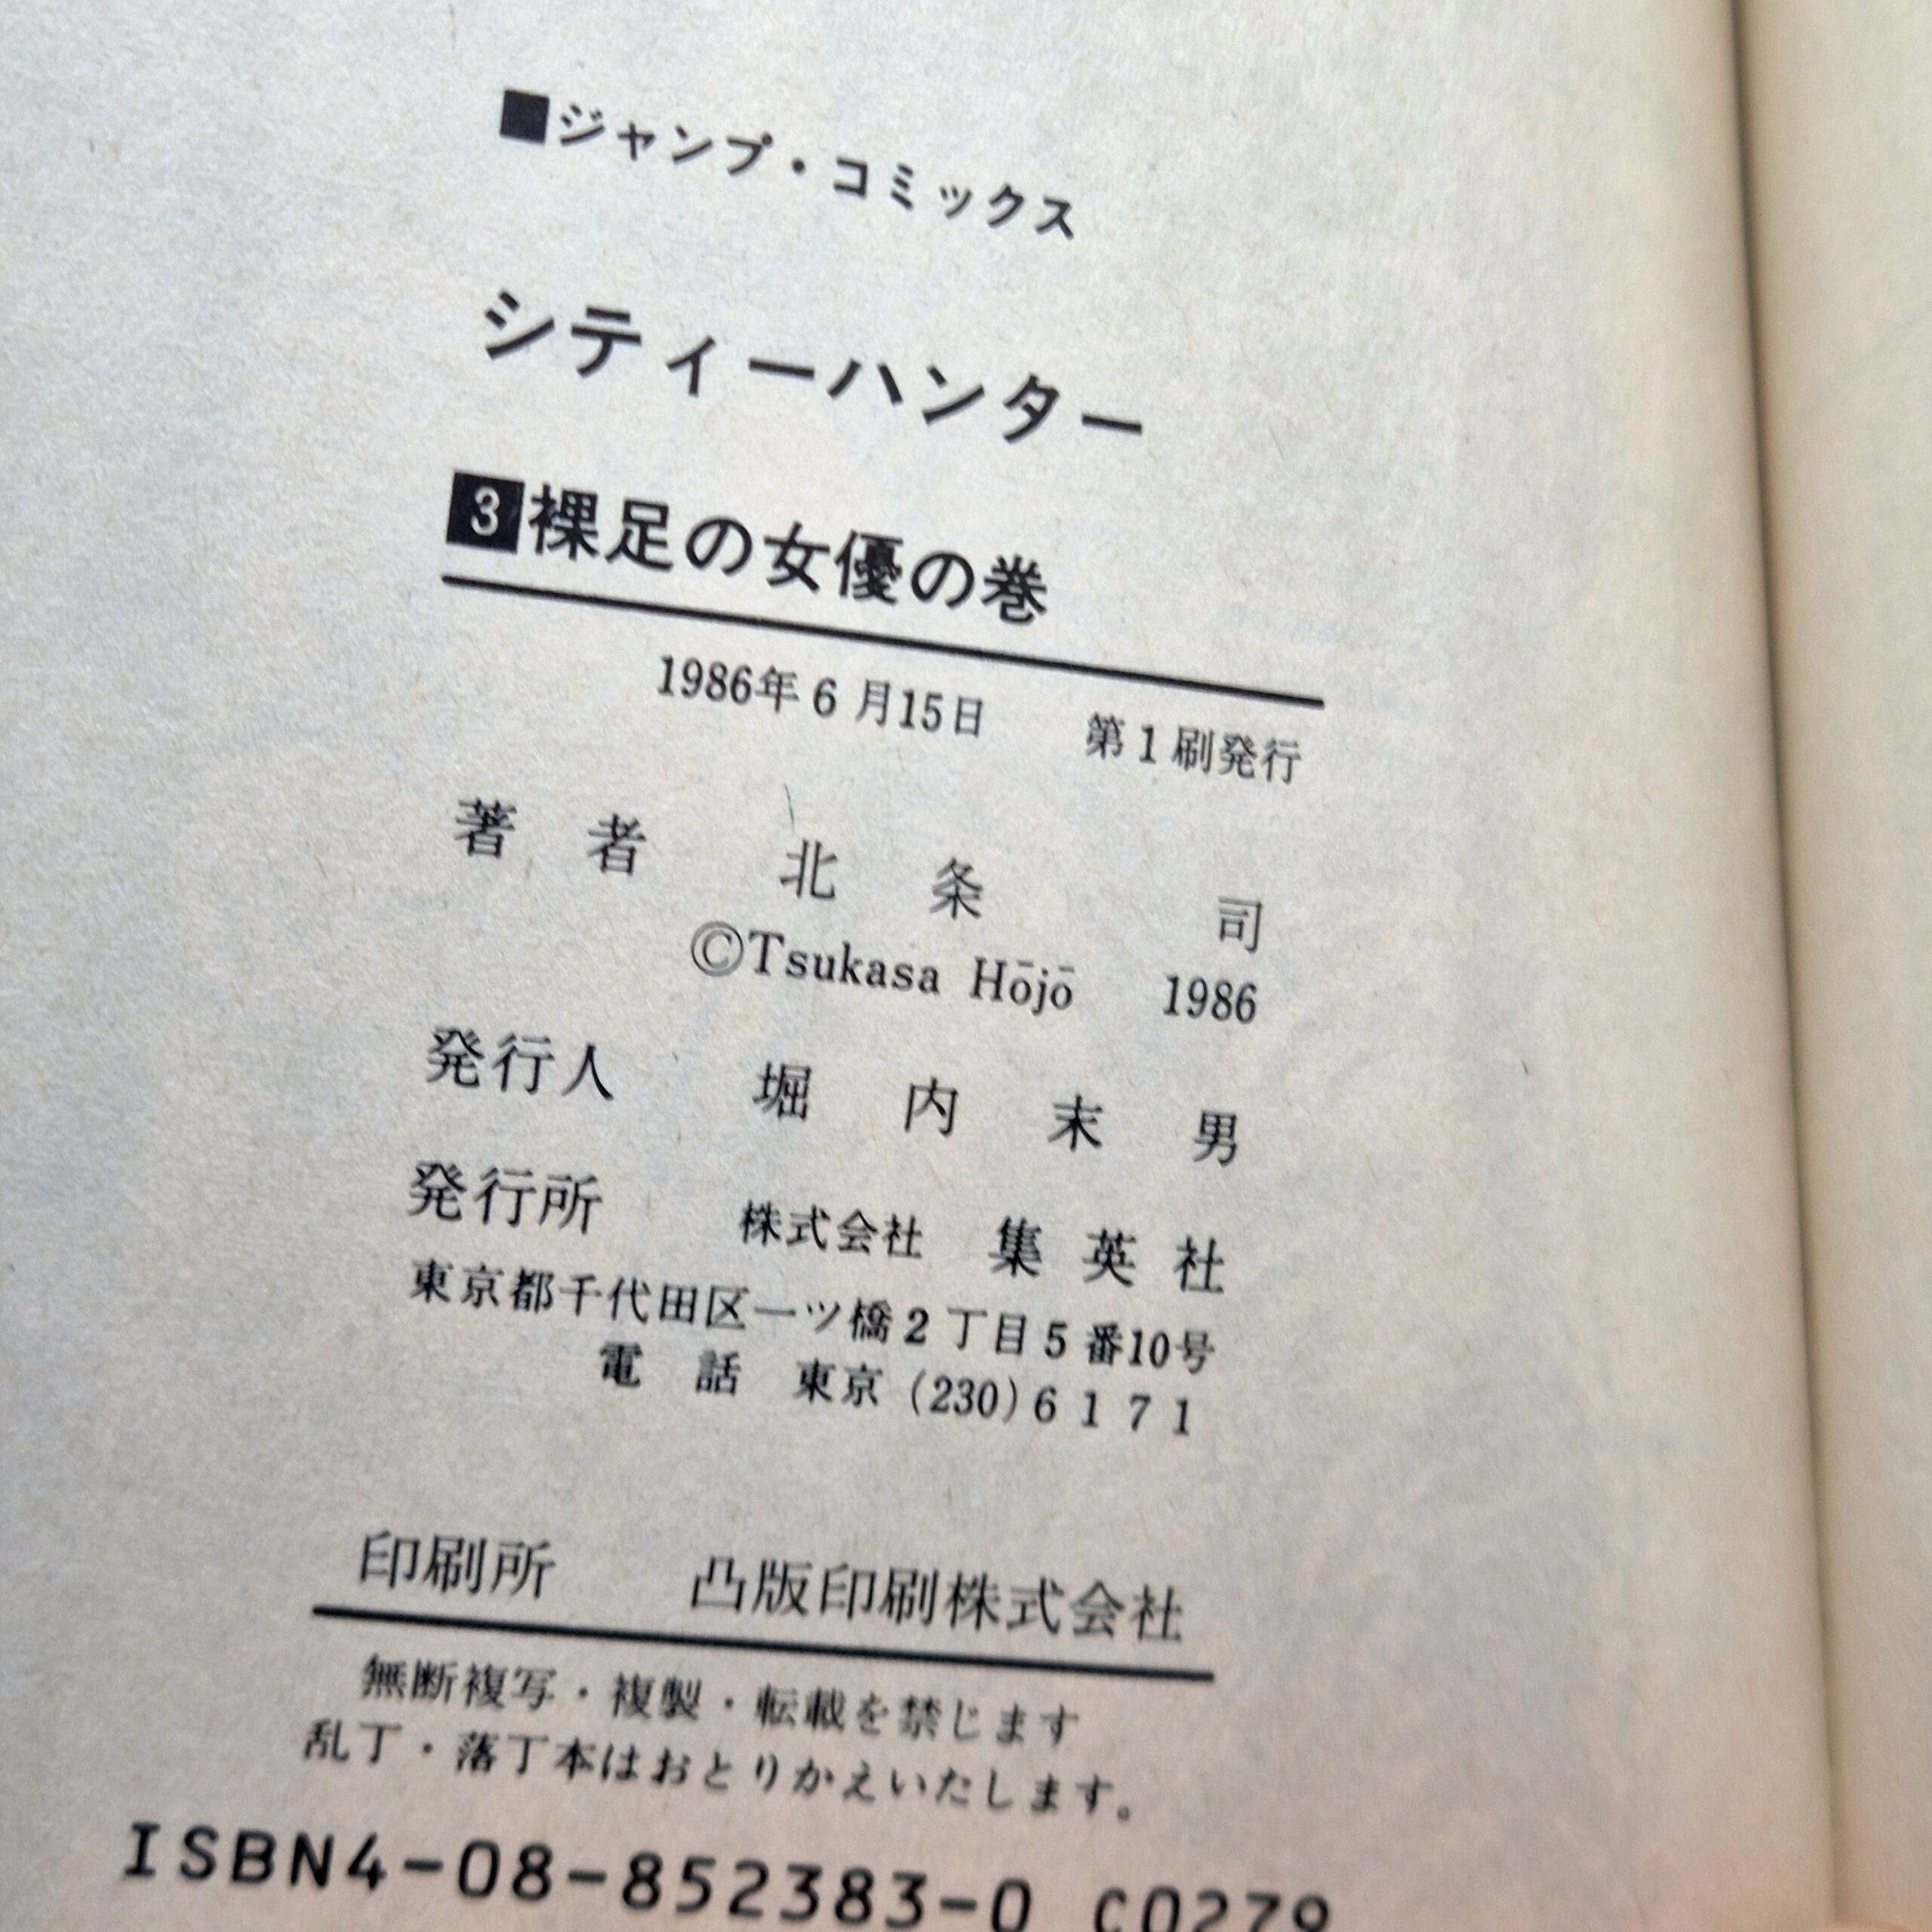 ■ジャンプ・コミックス
シティーハンター
3裸足の女優の巻
1986年6月15日 第1刷発行
著者 北条 司
©Tsukasa Hōjō 1986
発行人 堀内末男
発行所 株式会社 集英社
東京都千代田区一ツ橋2丁目5番10号
電話 東京(230)6171
印刷所 凸版印刷株式会社
無断複写・複製・転載を禁じます
乱丁・落丁本はおとりかえいたします。
ISBN4-08-852383-0 C0279